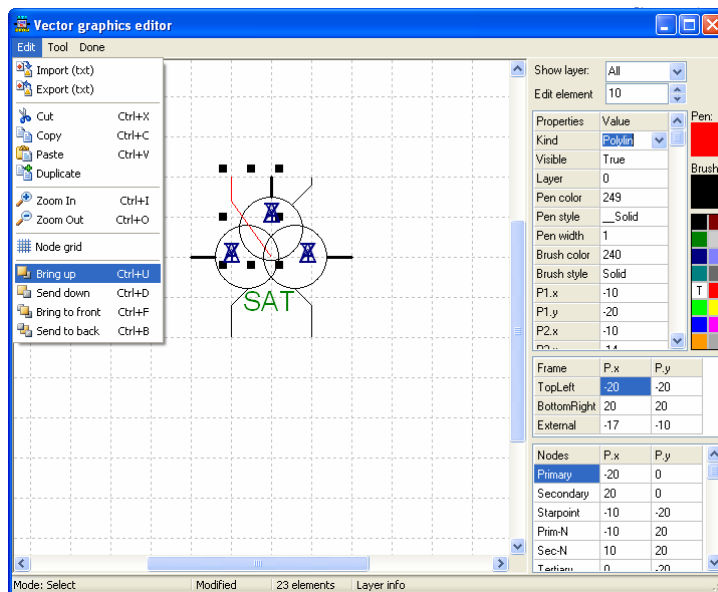 Vector graphics editor
Edit Tool Done
Import (txt)
Export (txt)
Cut Ctrl+X
Copy Ctrl+C
Paste Ctrl+V
Duplicate
Zoom In Ctrl+I
Zoom Out Ctrl+O
Node grid
Bring up Ctrl+U
Send down Ctrl+D
Bring to front Ctrl+F
Send to back Ctrl+B
SAT
Show layer: All
Edit element 10
Properties Value
Kind Polylin
Visible True
Layer 0
Pen color 249
Pen style __Solid
Pen width 1
Brush color 240
Brush style Solid
P1.x -10
P1.y -20
P2.x -10
-14
Pen:
Brush
T
Frame P.x P.y
TopLeft -20 -20
BottomRight 20 20
External -17 -10
Nodes P.x P.y
Primary -20 0
Secondary 20 0
Starpoint -10 -20
Prim-N -10 20
Sec-N 10 20
Tertiary 0 -20
Mode: Select Modified 23 elements Layer info